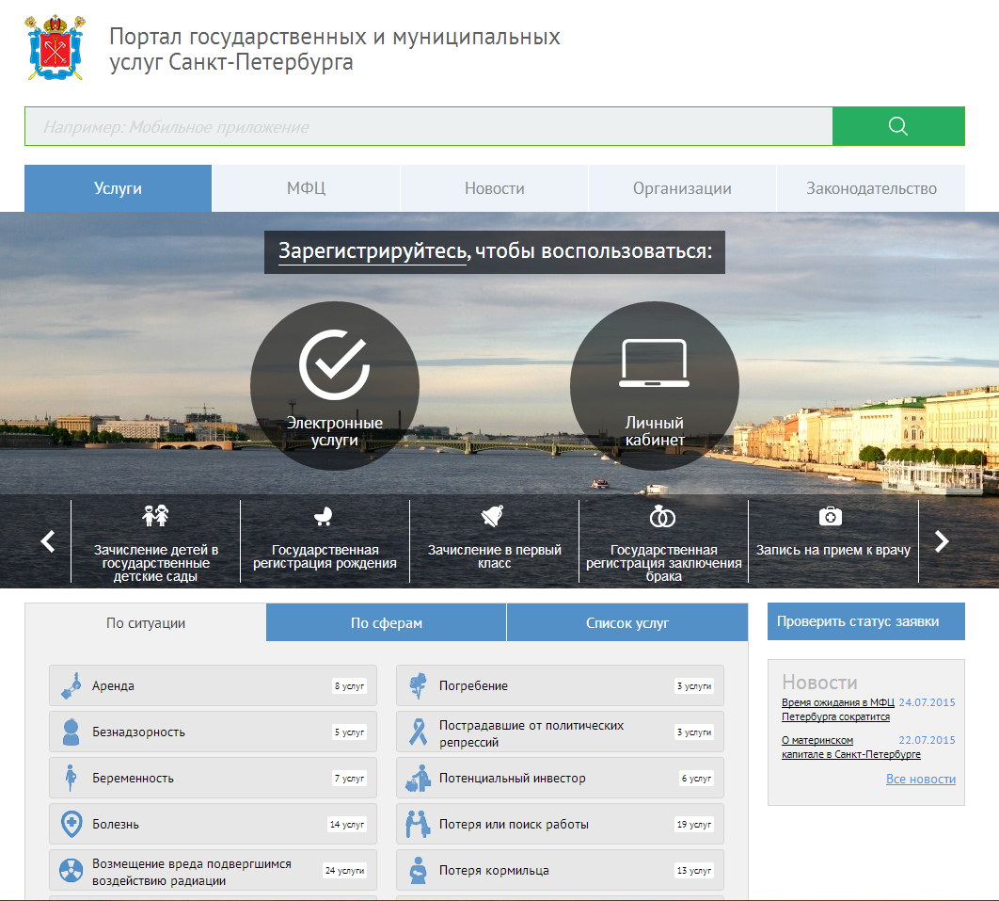 Портал государственных и муниципальных
услуг Санкт-Петербурга
Например: Мобильное приложение
Услуги
МФЦ
Новости
Организации
Законодательство
Зарегистрируйтесь, чтобы воспользоваться:
Электронные
услуги
Личный
кабинет
Зачисление детей в
государственные
детские сады
Государственная
регистрация рождения
Зачисление в первый
класс
Государственная
регистрация заключения
брака
Запись на прием к врачу
По ситуации
По сферам
Список услуг
Аренда
8 услуг
Безнадзорность
5 услуг
Беременность
7 услуг
Болезнь
14 услуг
Возмещение вреда подвергшимся
воздействию радиации
24 услуги
Погребение
3 услуги
Пострадавшие от политических
репрессий
3 услуги
Потенциальный инвестор
6 услуг
Потеря или поиск работы
19 услуг
Потеря кормильца
13 услуг
Проверить статус заявки
Новости
Время ожидания в МФЦ 24.07.2015
Петербурга сократится
О материнском 22.07.2015
капитале в Санкт-Петербурге
Все новости